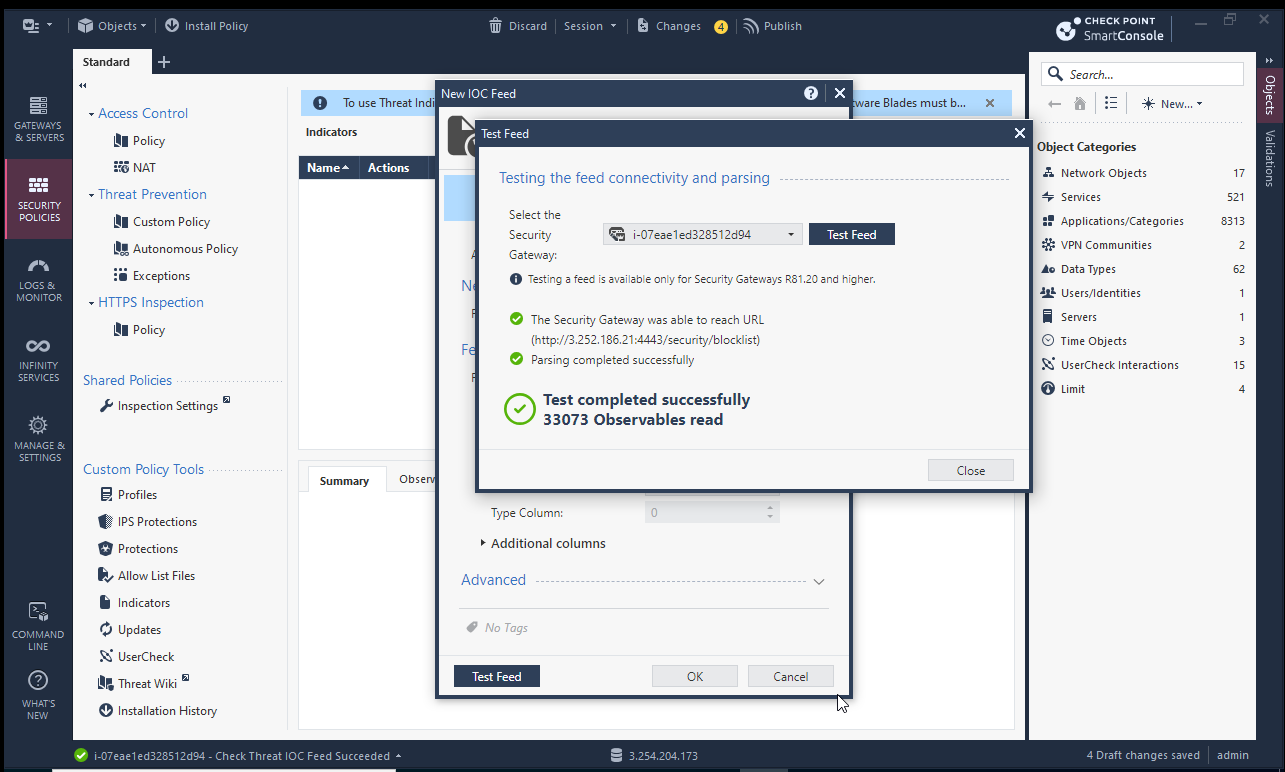 Objects
Install Policy
Discard
Session
Changes
4
Publish
CHECK POINT
SmartConsole
Standard
GATEWAYS
& SERVERS
SECURITY
POLICIES
LOGS &
MONITOR
INFINITY
SERVICES
MANAGE &
SETTINGS
COMMAND
LINE
WHAT'S
NEW
Access Control
Policy
NAT
Threat Prevention
Custom Policy
Autonomous Policy
Exceptions
HTTPS Inspection
Policy
Shared Policies
Inspection Settings
Custom Policy Tools
Profiles
IPS Protections
Protections
Allow List Files
Indicators
Updates
UserCheck
Threat Wiki
Installation History
To use Threat Indi
tware Blades must b...
Indicators
Name
Actions
Summary
Observ
New IOC Feed
?
A
Ne
F
Fe
F
Type Column:
0
Additional columns
Advanced
No Tags
Test Feed
OK
Cancel
Test Feed
Testing the feed connectivity and parsing
Select the
Security
Gateway:
i-07eae1ed328512d94
Test Feed
Testing a feed is available only for Security Gateways R81.20 and higher.
The Security Gateway was able to reach URL
(http://3.252.186.21:4443/security/blocklist)
Parsing completed successfully
Test completed successfully
33073 Observables read
Close
Search...
New...
Object Categories
Network Objects 17
Services 521
Applications/Categories 8313
VPN Communities 2
Data Types 62
Users/Identities 1
Servers 1
Time Objects 3
UserCheck Interactions 15
Limit 4
Objects
Validations
i-07eae1ed328512d94 - Check Threat IOC Feed Succeeded
3.254.204.173
4 Draft changes saved
admin